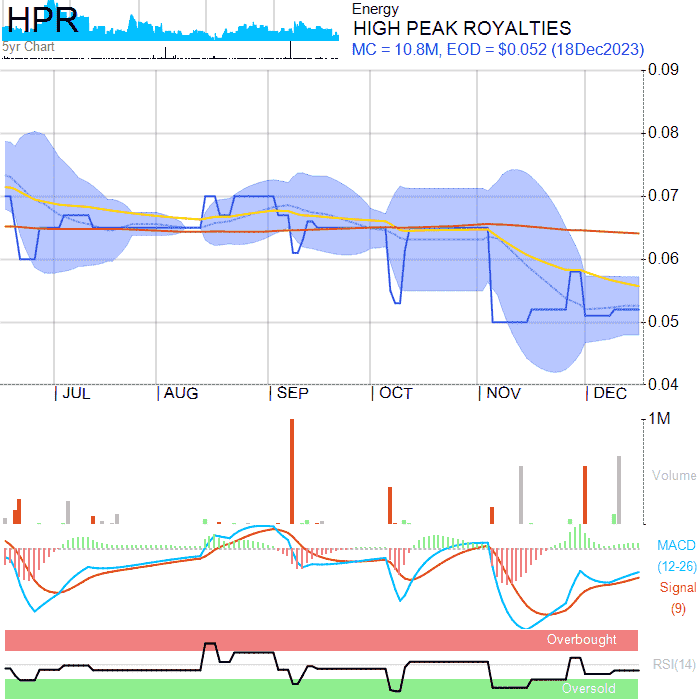 HPR
5yr Chart
Energy
HIGH PEAK ROYALTIES
MC = 10.8M, EOD = $0.052 (18Dec2023)
0.09
0.08
0.07
0.06
0.05
0.04
| JUL | AUG | SEP | OCT | NOV | DEC
1M
Volume
MACD
(12-26)
Signal
(9)
Overbought
RSI(14)
Oversold